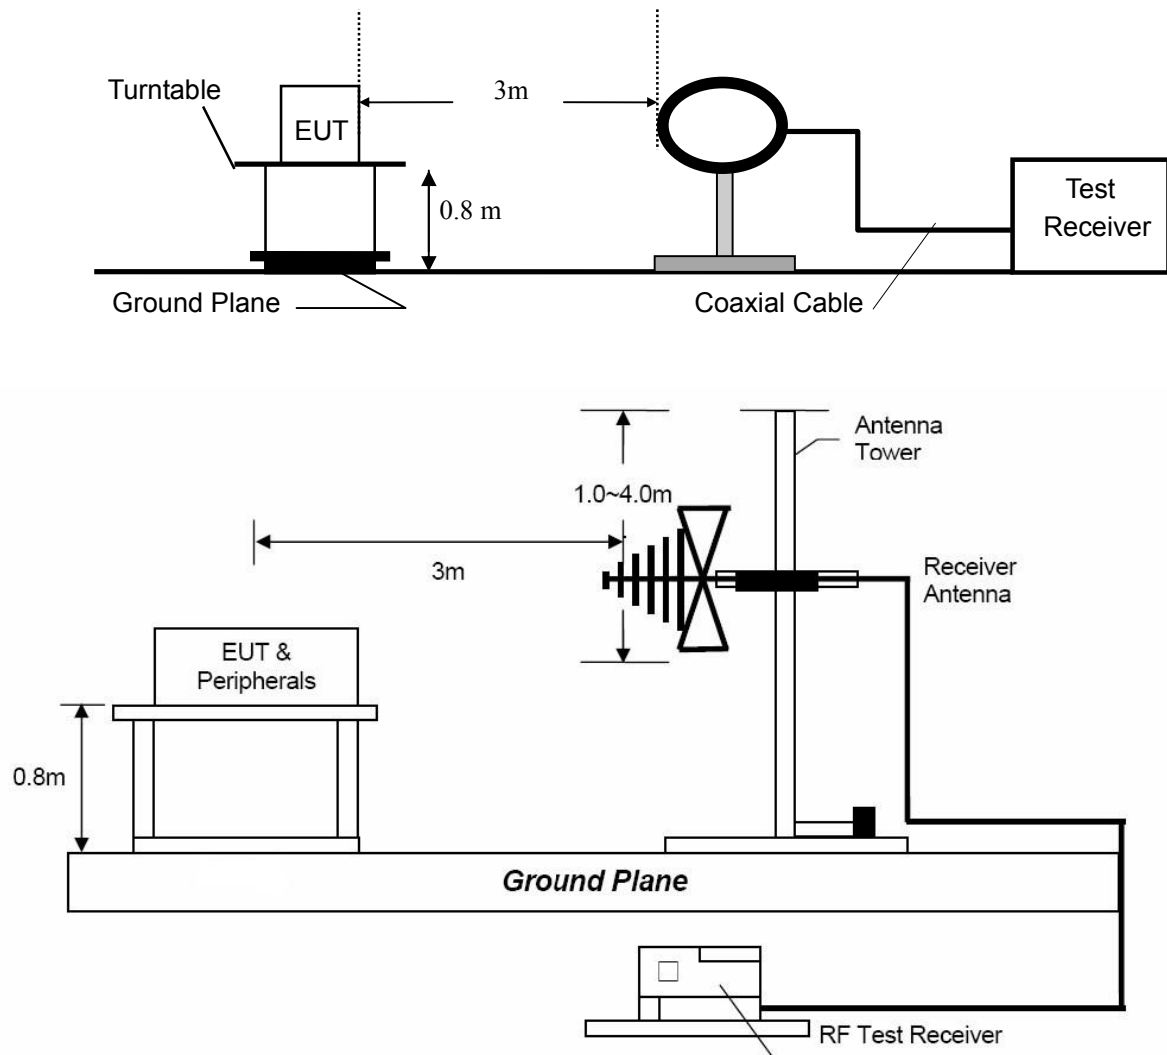 Turntable
3m
EUT
0.8 m
Test
Receiver
Ground Plane
Coaxial Cable
Antenna
Tower
1.0~4.0m
3m
Receiver
Antenna
EUT &
Peripherals
0.8m
Ground Plane
RF Test Receiver